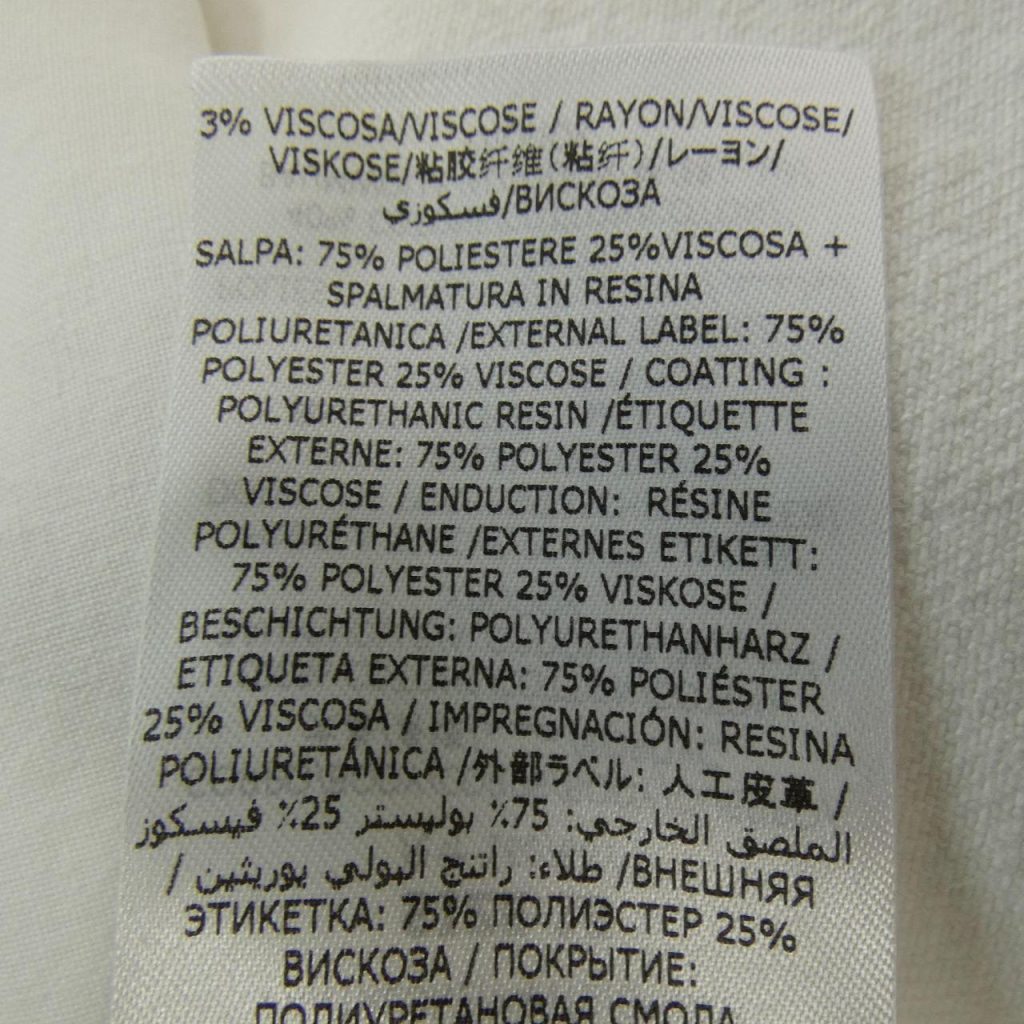 3% VISCOSA/VISCOSE / RAYON/VISCOSE/
VISKOSE/粘胶纤维(粘纤)/レーヨン/
فسكوزي/ВИСКОЗА
SALPA: 75% POLIESTERE 25%VISCOSA +
SPALMATURA IN RESINA
POLIURETANICA /EXTERNAL LABEL: 75%
POLYESTER 25% VISCOSE / COATING :
POLYURETHANIC RESIN /ÉTIQUETTE
EXTERNE: 75% POLYESTER 25%
VISCOSE / ENDUCTION: RÉSINE
POLYURÉTHANE /EXTERNES ETIKETT:
75% POLYESTER 25% VISKOSE /
BESCHICHTUNG: POLYURETHANHARZ /
ETIQUETA EXTERNA: 75% POLIÉSTER
25% VISCOSA / IMPREGNACIÓN: RESINA
POLIURETÁNICA /外部ラベル: 人工皮革 /
الملصق الخارجي: 75٪ بوليستر 25٪ فيسكوز
/ طلاء: راتنج البولي يوريثين /ВНЕШНЯЯ
ЭТИКЕТКА: 75% ПОЛИЭСТЕР 25%
ВИСКОЗА / ПОКРЫТИЕ:
ПОЛИУРЕТАНОВАЯ СМОЛА